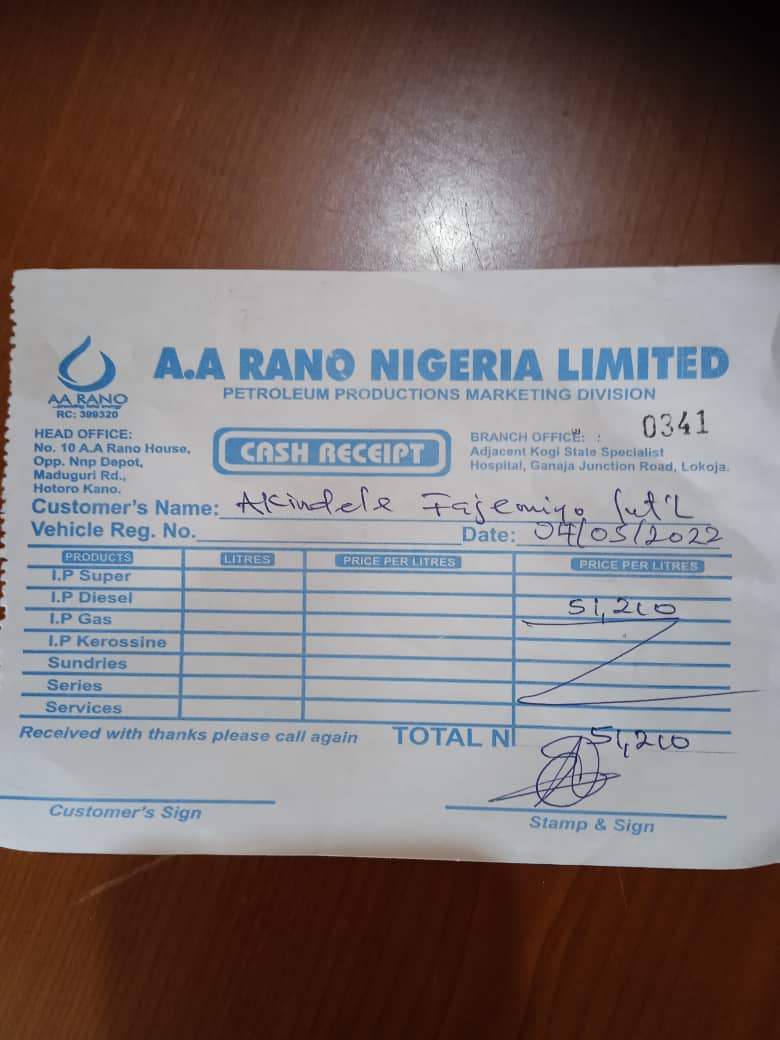 A.A RANO NIGERIA LIMITED
PETROLEUM PRODUCTIONS MARKETING DIVISION
AA RANO
RC: 399320
0341
HEAD OFFICE:
No. 10 A.A Rano House,
Opp. Nnp Depot,
Maduguri Rd.,
Hotoro Kano.
CASH RECEIPT
BRANCH OFFICE: :
Adjacent Kogi State Specialist
Hospital, Ganaja Junction Road, Lokoja.
Customer's Name: Akindele Fajemiyo Int'L
Vehicle Reg. No. Date: 04/05/2022
PRODUCTS LITRES PRICE PER LITRES PRICE PER LITRES
I.P Super
I.P Diesel 51,210
I.P Gas
I.P Kerossine
Sundries
Series
Services
Received with thanks please call again TOTAL N 51,210
Customer's Sign
Stamp & Sign